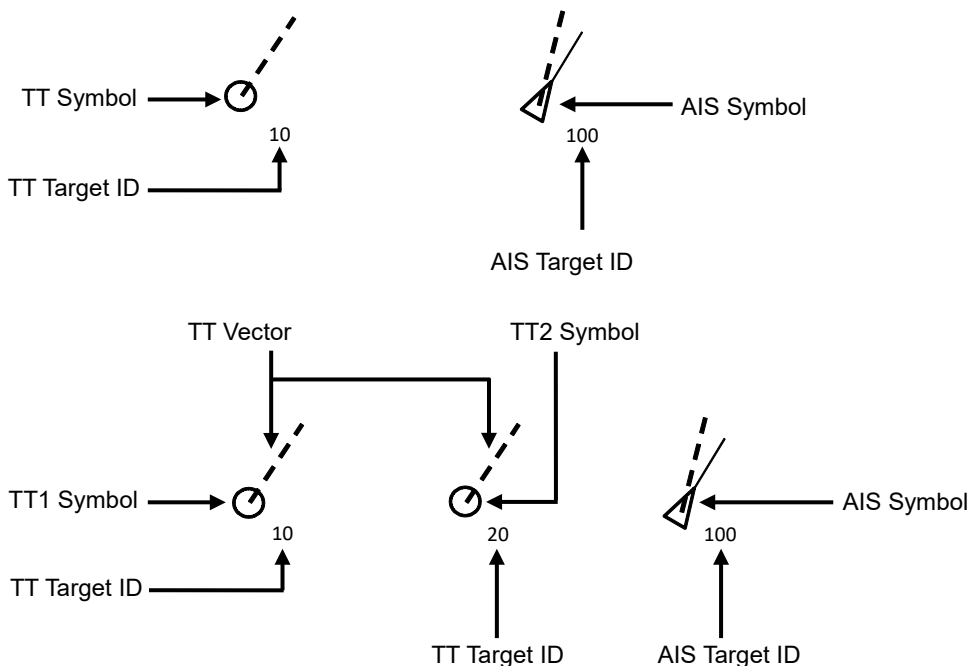 TT Symbol
AIS Symbol
10
100
TT Target ID
AIS Target ID
TT Vector
TT2 Symbol
TT1 Symbol
AIS Symbol
10
20
100
TT Target ID
TT Target ID
AIS Target ID